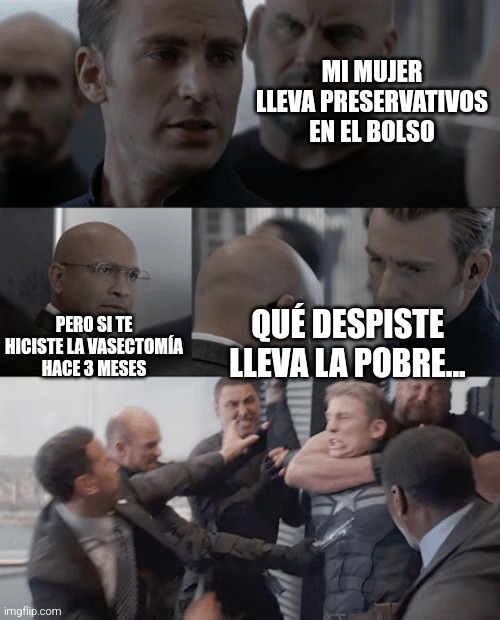 MI MUJER
LLEVA PRESERVATIVOS
EN EL BOLSO
PERO SI TE
HICISTE LA VASECTOMÍA
HACE 3 MESES
QUÉ DESPISTE
LLEVA LA POBRE...
imgflip.com